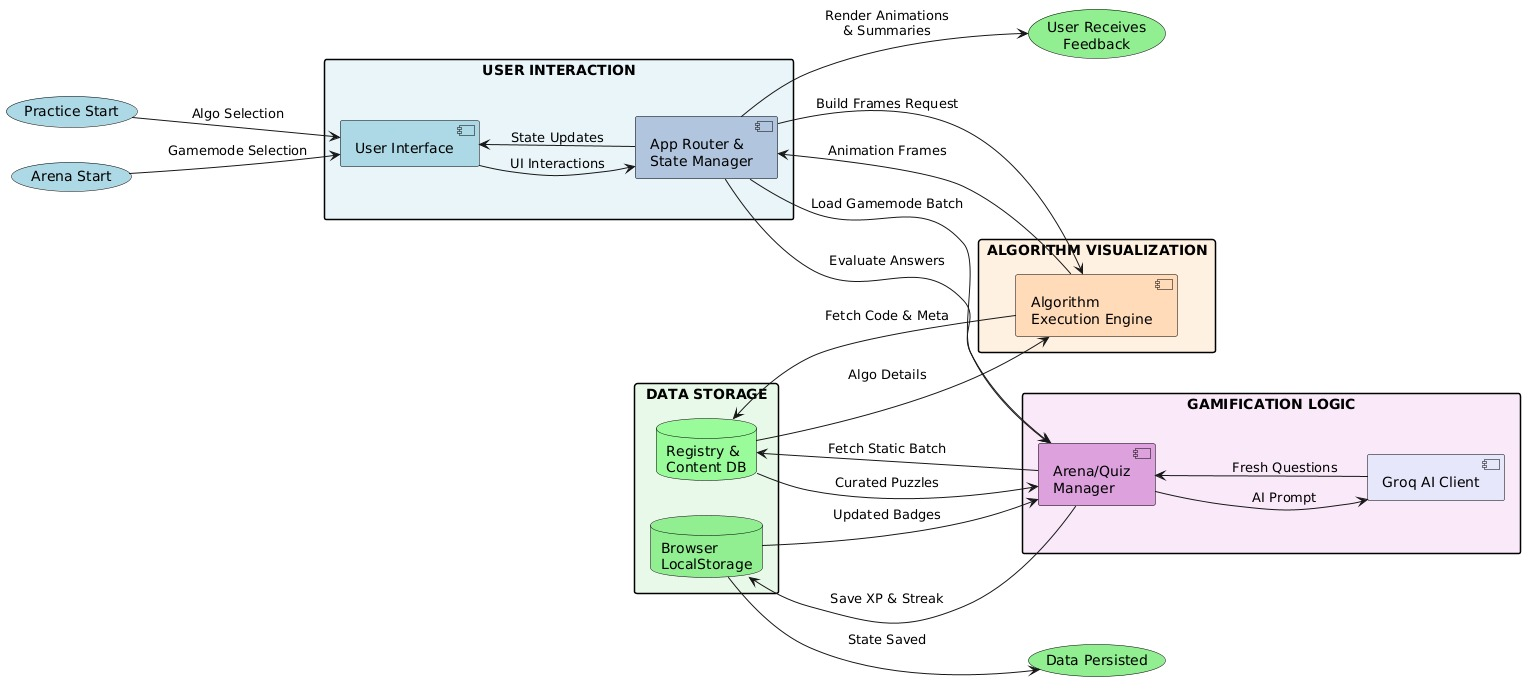 Render Animations
& Summaries
User Receives
Feedback
USER INTERACTION
Practice Start
Algo Selection
Build Frames Request
User Interface
State Updates
App Router &
State Manager
Gamemode Selection
UI Interactions
Animation Frames
Arena Start
Load Gamemode Batch
Evaluate Answers
ALGORITHM VISUALIZATION
Algorithm
Execution Engine
Fetch Code & Meta
Algo Details
DATA STORAGE
GAMIFICATION LOGIC
Registry &
Content DB
Fetch Static Batch
Curated Puzzles
Arena/Quiz
Manager
Fresh Questions
AI Prompt
Groq AI Client
Updated Badges
Browser
LocalStorage
Save XP & Streak
State Saved
Data Persisted